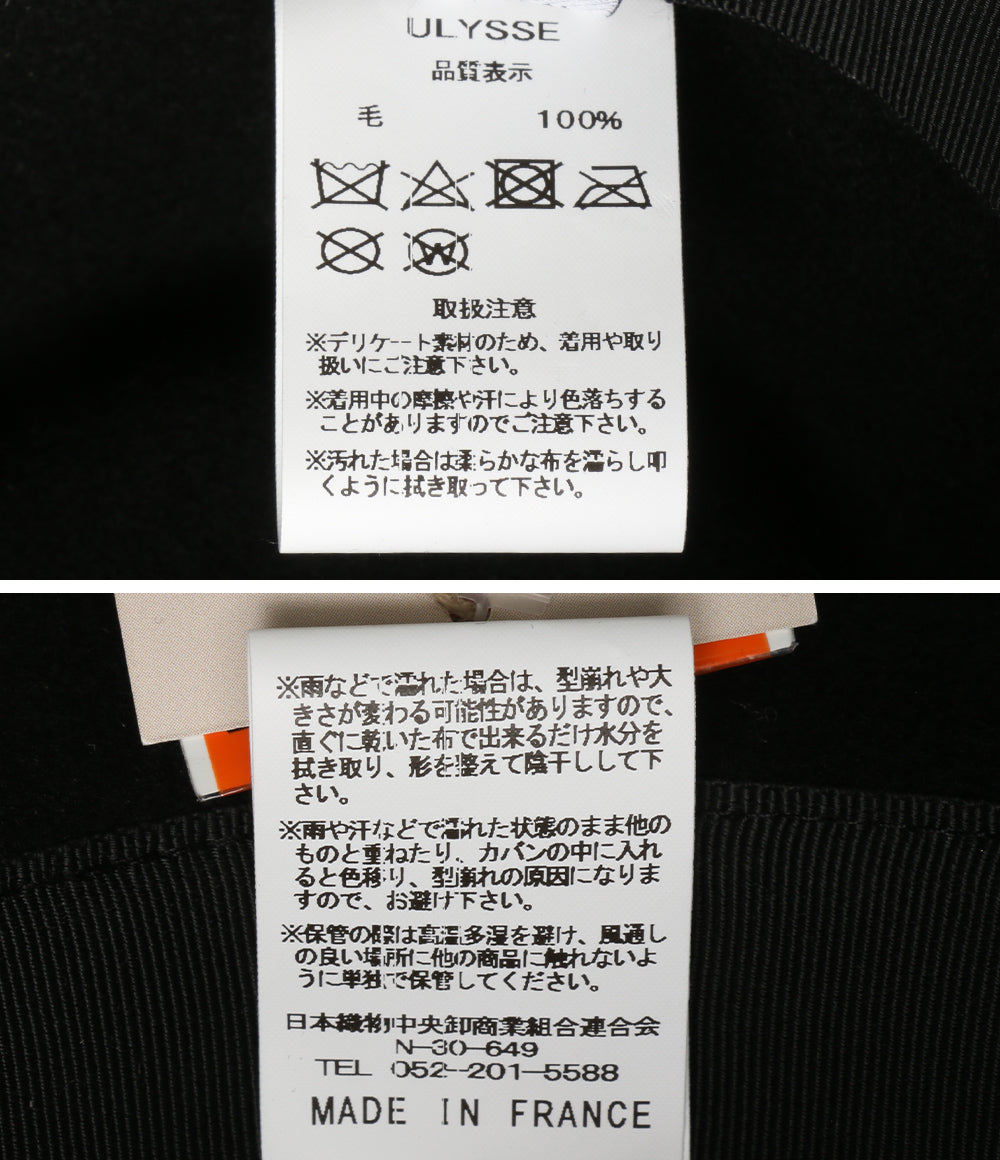 ULYSSE
品質表示
毛 100%
W
取扱注意
※デリケート素材のため、着用や取り
扱いにご注意下さい。
※着用中の摩擦や汗により色落ちする
ことがありますのでご注意下さい。
※汚れた場合は柔らかな布を濡らし叩
くように拭き取って下さい。
※雨などで濡れた場合は、型崩れや大
きさが変わる可能性がありますので、
直ぐに乾いた布で出来るだけ水分を
拭き取り、形を整えて陰干しして下
さい。
※雨や汗などで濡れた状態のまま他の
ものと重ねたり、カバンの中に入れ
ると色移り、型崩れの原因になりま
すので、お避け下さい。
※保管の際は高温多湿を避け、風通し
の良い場所に他の商品に触れないよ
うに単独で保管してください。
日本織物中央卸商業組合連合会
N-30-649
TEL 052-201-5588
MADE IN FRANCE